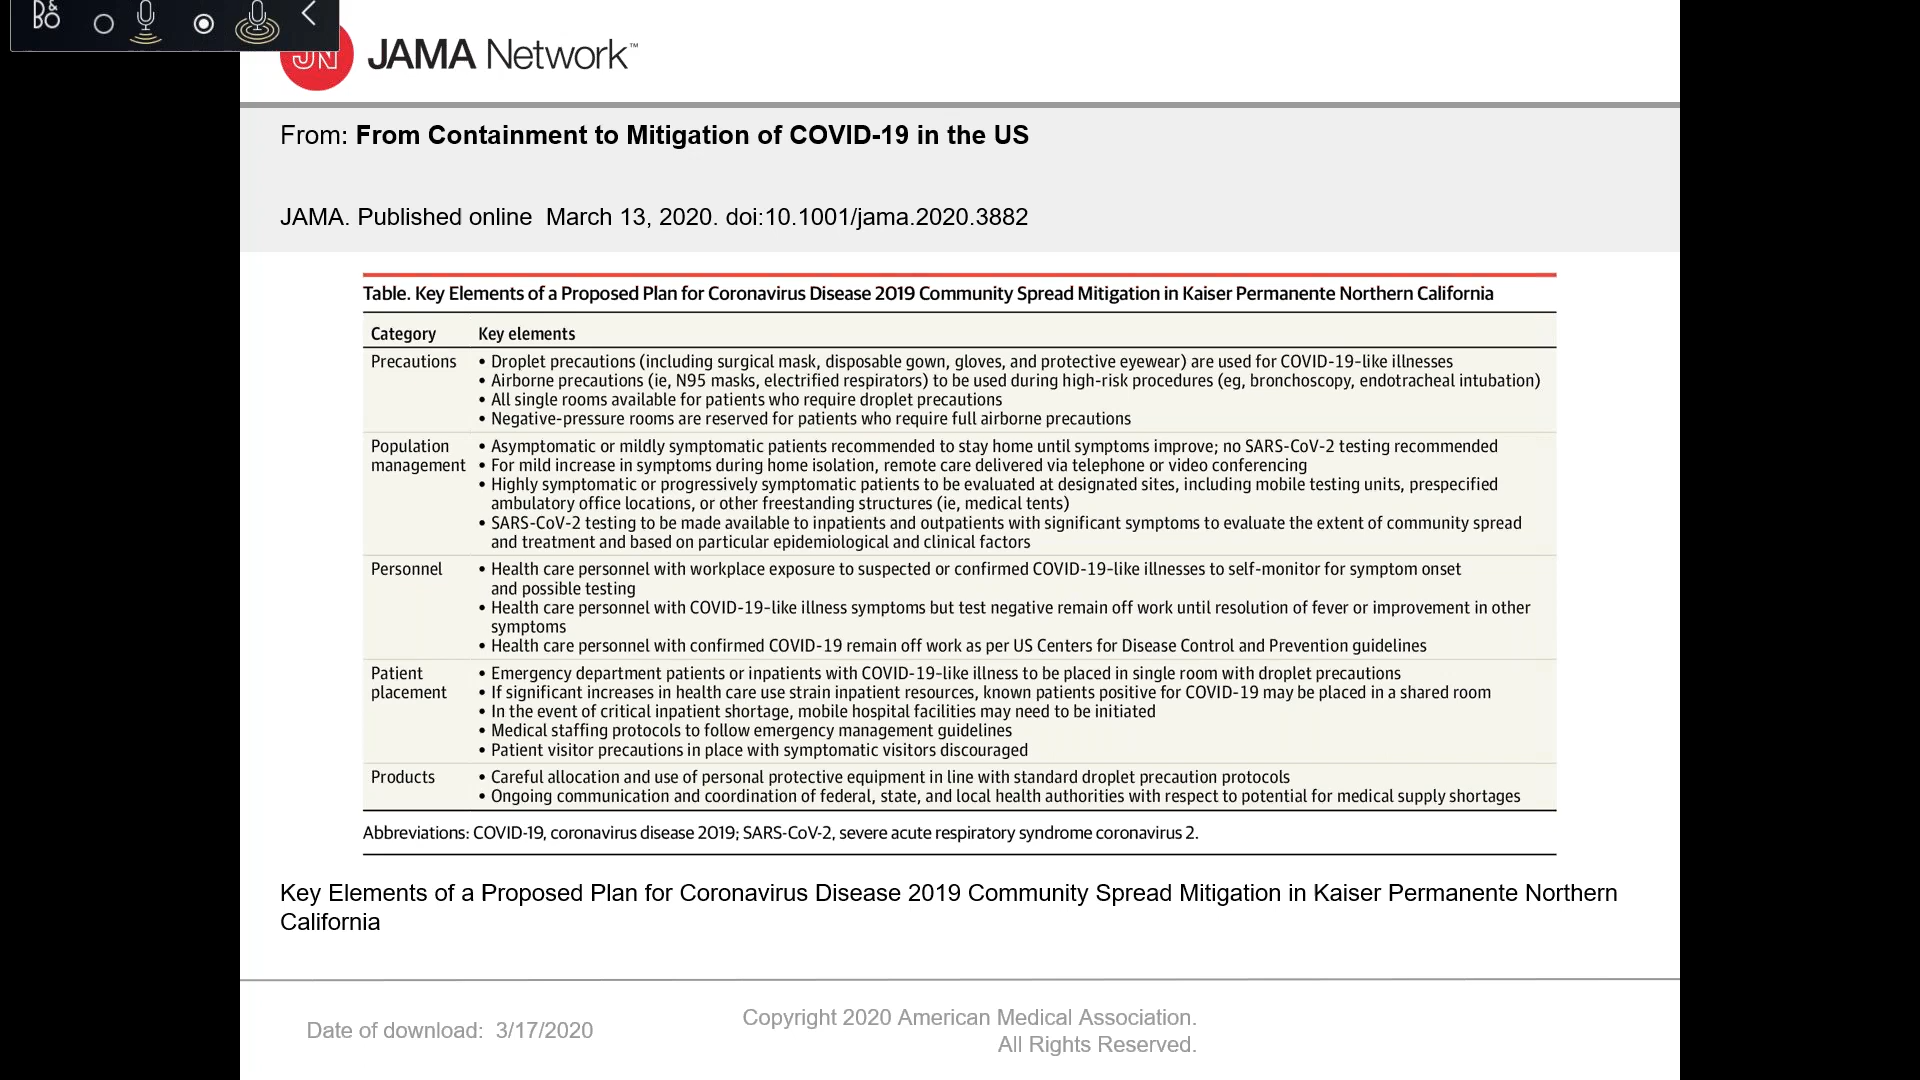 B&O
JN JAMA Network™
From: From Containment to Mitigation of COVID-19 in the US
JAMA. Published online  March 13, 2020. doi:10.1001/jama.2020.3882
Table. Key Elements of a Proposed Plan for Coronavirus Disease 2019 Community Spread Mitigation in Kaiser Permanente Northern California
Category Key elements
Precautions • Droplet precautions (including surgical mask, disposable gown, gloves, and protective eyewear) are used for COVID-19–like illnesses
• Airborne precautions (ie, N95 masks, electrified respirators) to be used during high-risk procedures (eg, bronchoscopy, endotracheal intubation)
• All single rooms available for patients who require droplet precautions
• Negative-pressure rooms are reserved for patients who require full airborne precautions
Population • Asymptomatic or mildly symptomatic patients recommended to stay home until symptoms improve; no SARS-CoV-2 testing recommended
management • For mild increase in symptoms during home isolation, remote care delivered via telephone or video conferencing
• Highly symptomatic or progressively symptomatic patients to be evaluated at designated sites, including mobile testing units, prespecified
ambulatory office locations, or other freestanding structures (ie, medical tents)
• SARS-CoV-2 testing to be made available to inpatients and outpatients with significant symptoms to evaluate the extent of community spread
and treatment and based on particular epidemiological and clinical factors
Personnel • Health care personnel with workplace exposure to suspected or confirmed COVID-19–like illnesses to self-monitor for symptom onset
and possible testing
• Health care personnel with COVID-19–like illness symptoms but test negative remain off work until resolution of fever or improvement in other
symptoms
• Health care personnel with confirmed COVID-19 remain off work as per US Centers for Disease Control and Prevention guidelines
Patient • Emergency department patients or inpatients with COVID-19–like illness to be placed in single room with droplet precautions
placement • If significant increases in health care use strain inpatient resources, known patients positive for COVID-19 may be placed in a shared room
• In the event of critical inpatient shortage, mobile hospital facilities may need to be initiated
• Medical staffing protocols to follow emergency management guidelines
• Patient visitor precautions in place with symptomatic visitors discouraged
Products • Careful allocation and use of personal protective equipment in line with standard droplet precaution protocols
• Ongoing communication and coordination of federal, state, and local health authorities with respect to potential for medical supply shortages
Abbreviations: COVID-19, coronavirus disease 2019; SARS-CoV-2, severe acute respiratory syndrome coronavirus 2.
Key Elements of a Proposed Plan for Coronavirus Disease 2019 Community Spread Mitigation in Kaiser Permanente Northern
California
Date of download:  3/17/2020
Copyright 2020 American Medical Association.
All Rights Reserved.